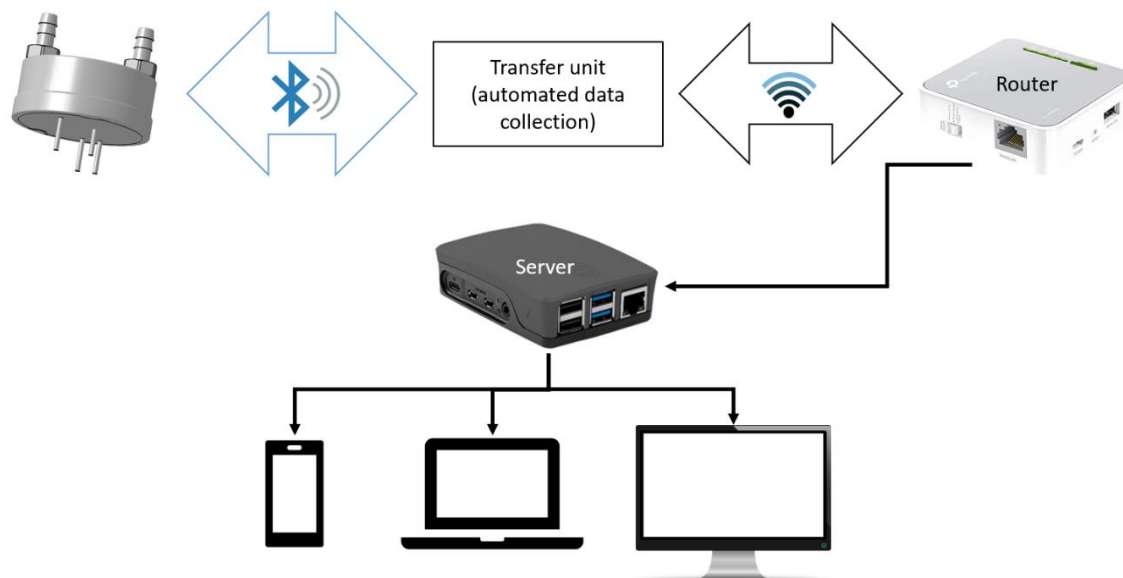 Transfer unit
(automated data
collection)
Router
Server